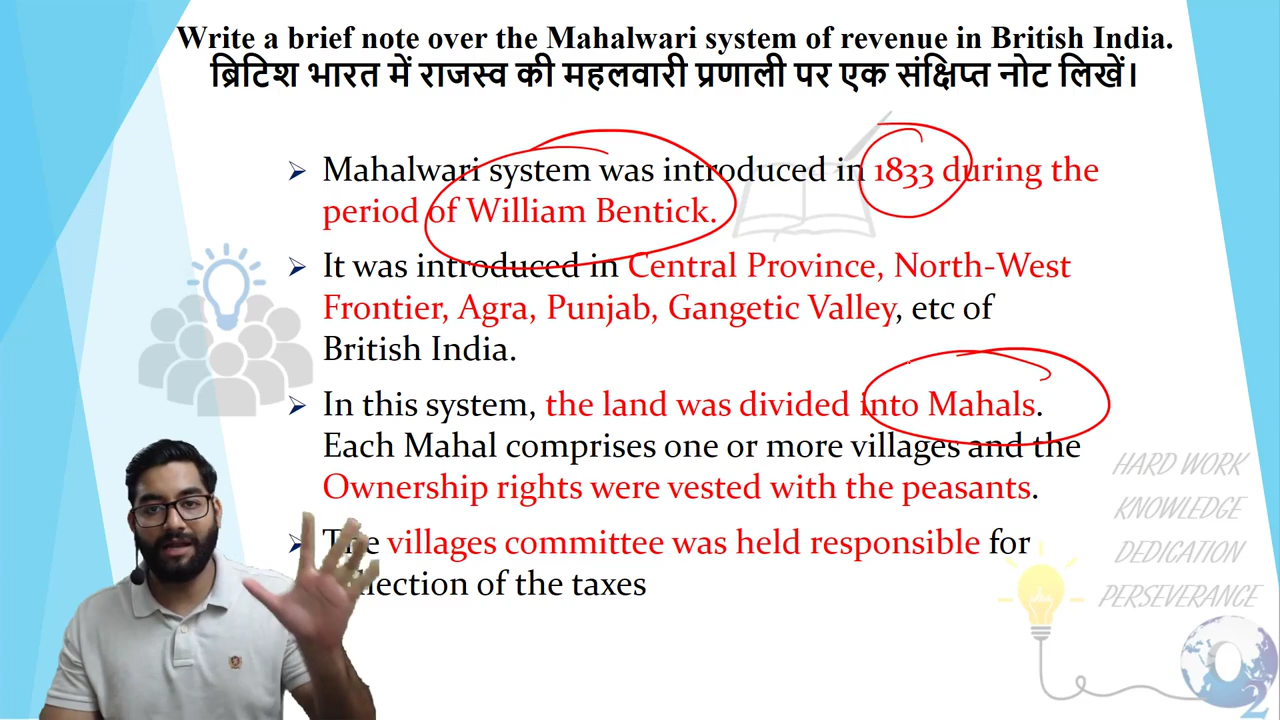 Write a brief note over the Mahalwari system of revenue in British India.
ब्रिटिश भारत में राजस्व की महलवारी प्रणाली पर एक संक्षिप्त नोट लिखें।
Mahalwari system was introduced in 1833 during the
period of William Bentick.
It was introduced in Central Province, North-West
Frontier, Agra, Punjab, Gangetic Valley, etc of
British India.
In this system, the land was divided into Mahals.
Each Mahal comprises one or more villages and the
Ownership rights were vested with the peasants.
The villages committee was held responsible for
of the taxes
HARD WORK
KNOWLEDGE
DEDICATION
PERSEVERANCE
O2